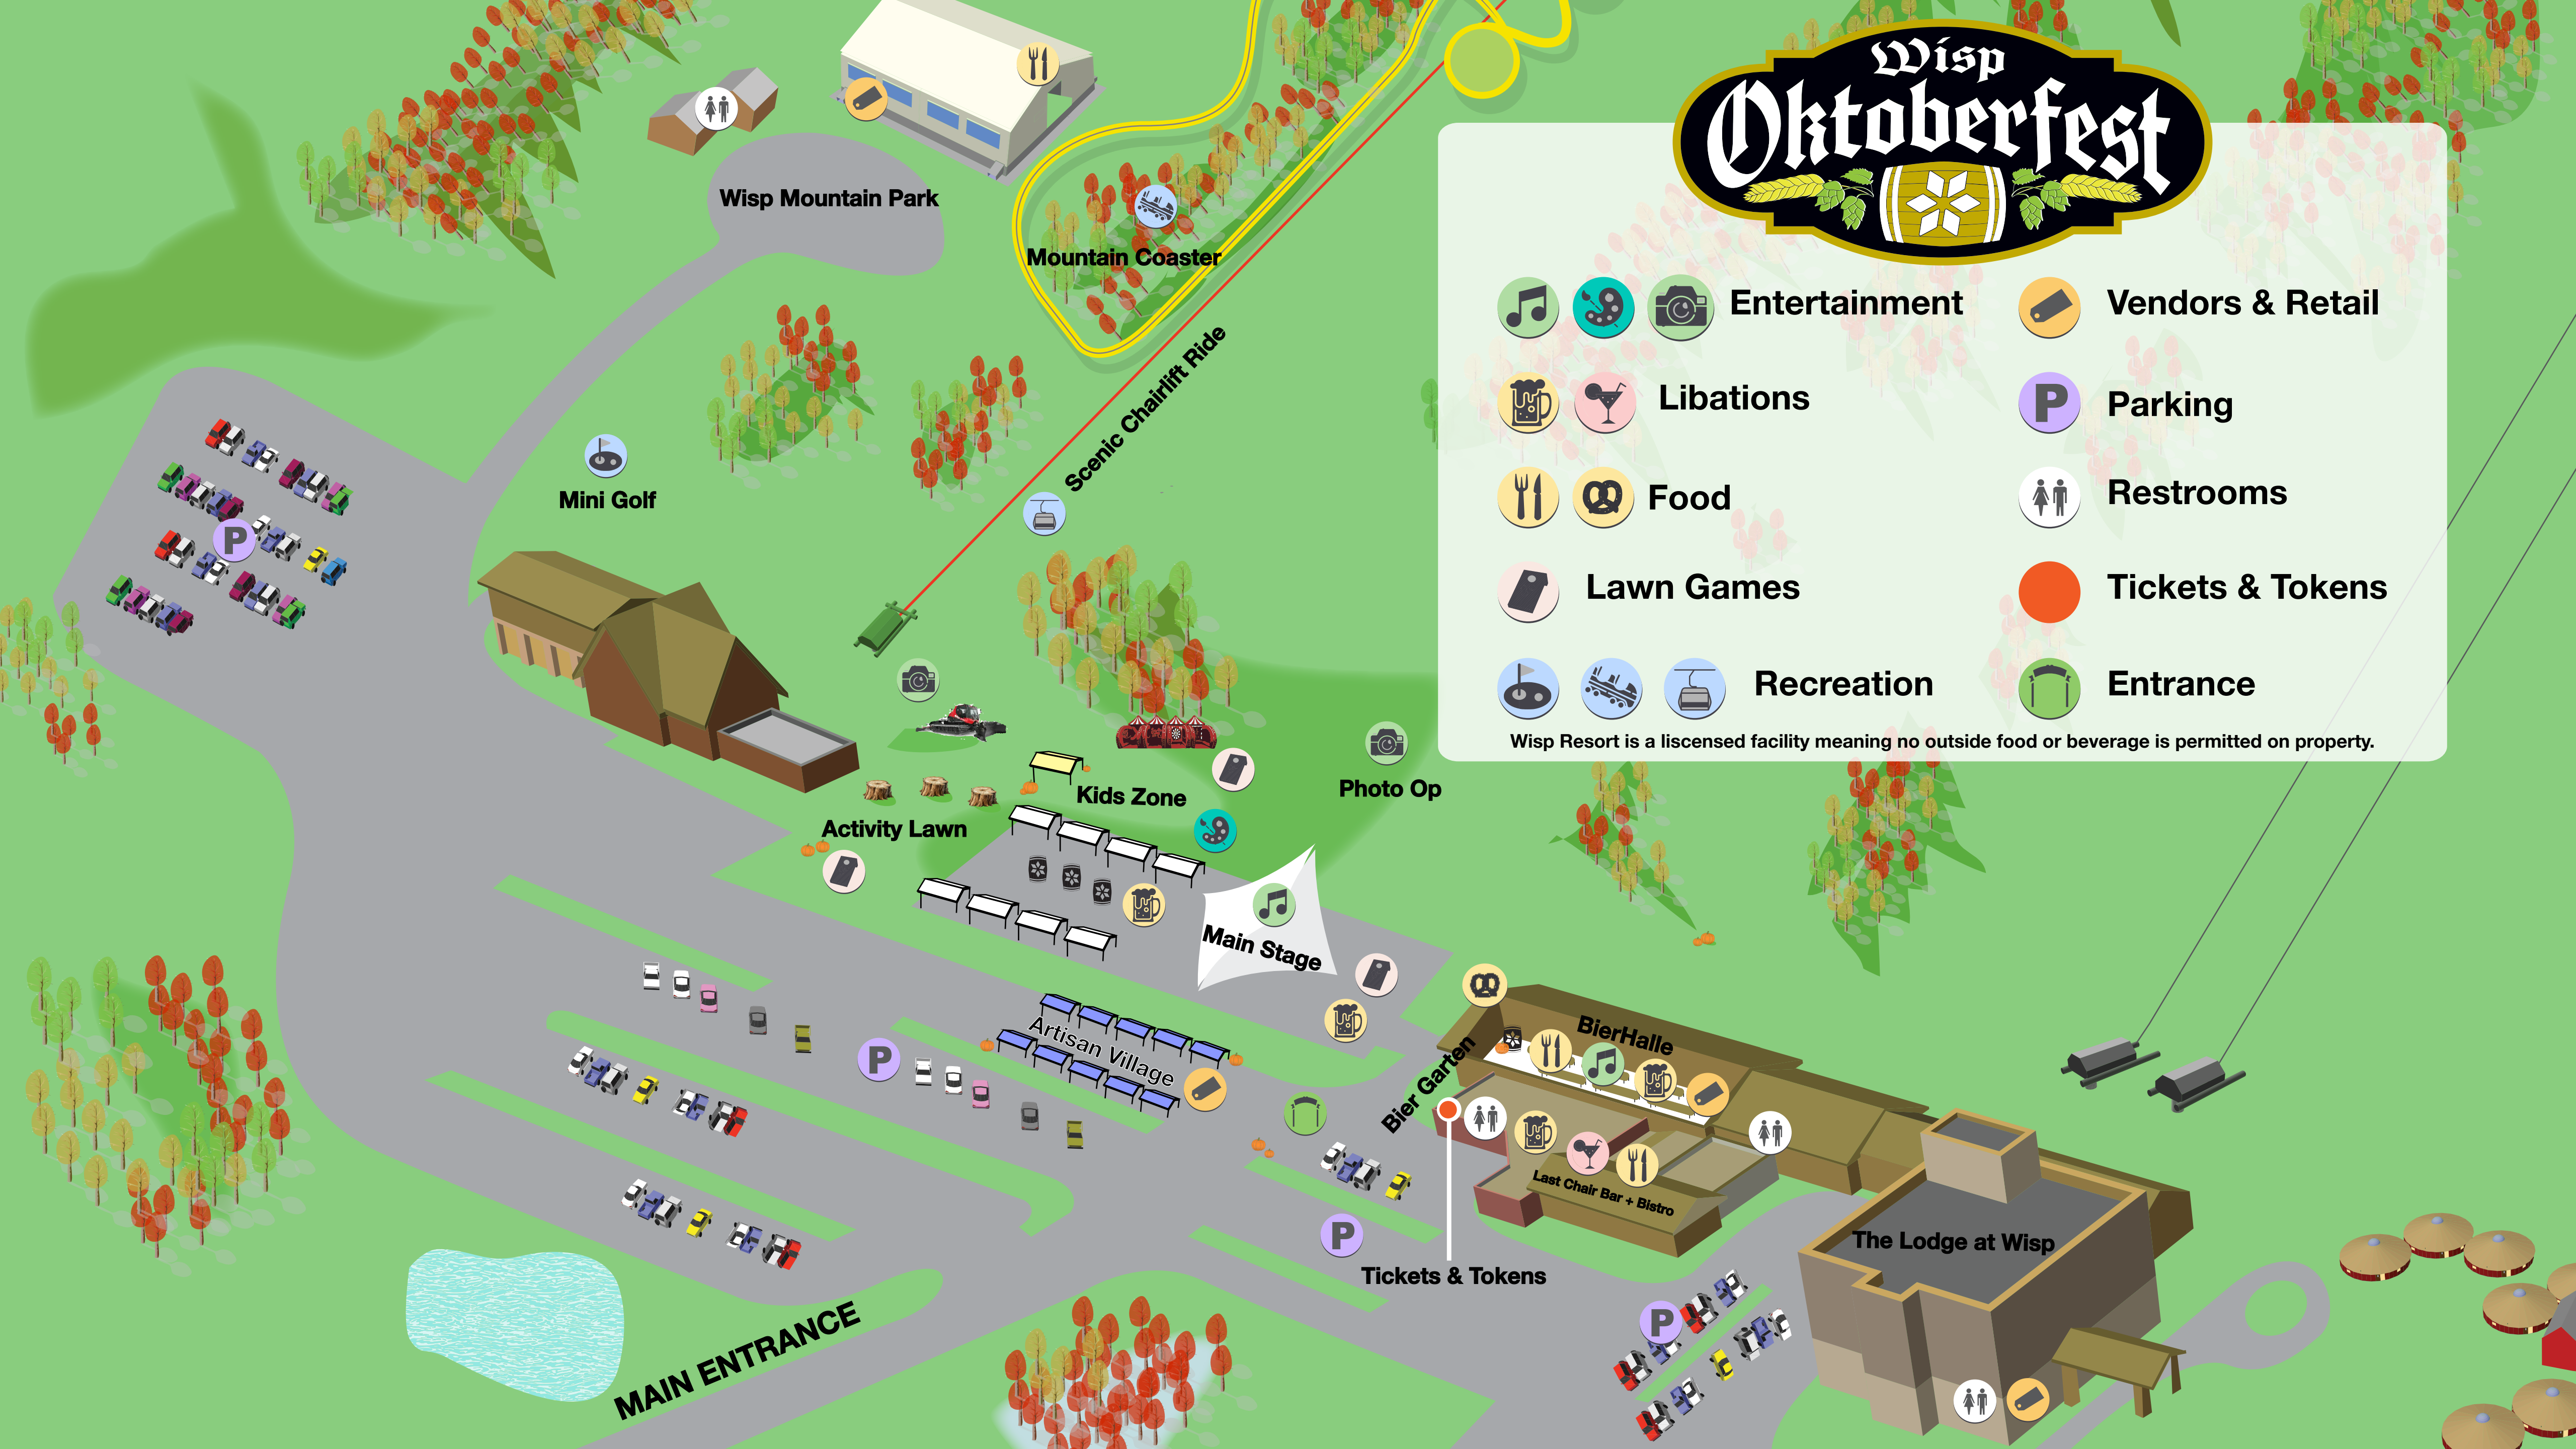 Wisp
Oktoberfest
Entertainment
Vendors & Retail
Libations
P
Parking
Food
Restrooms
Lawn Games
Tickets & Tokens
Recreation
Entrance
Wisp Resort is a liscensed facility meaning no outside food or beverage is permitted on property.
Wisp Mountain Park
Mountain Coaster
Scenic Chairlift Ride
Mini Golf
P
Kids Zone
Photo Op
Activity Lawn
Main Stage
Artisan Village
P
BierHalle
Bier Garten
Last Chair Bar + Bistro
P
Tickets & Tokens
The Lodge at Wisp
P
MAIN ENTRANCE